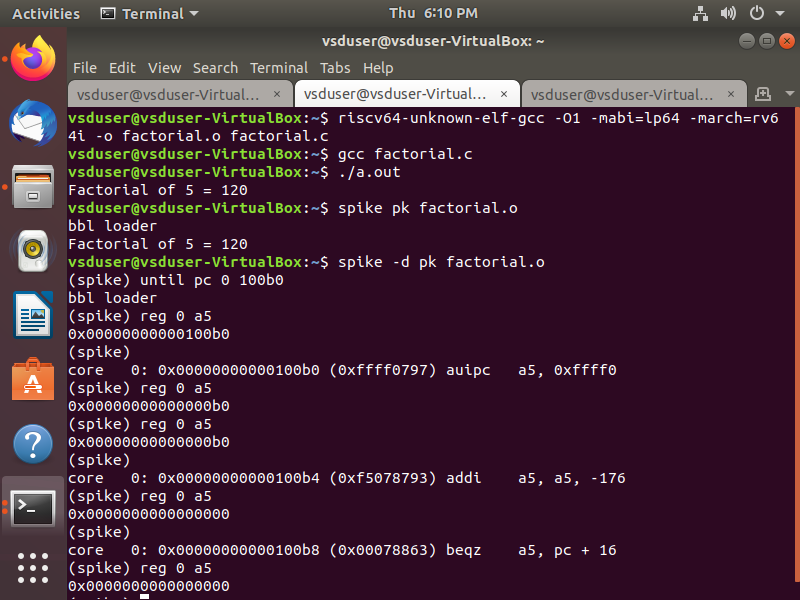 Activities
Terminal
Thu 6:10 PM
vsduser@vsduser-VirtualBox: ~
File Edit View Search Terminal Tabs Help
vsduser@vsduser-Virtual... ×
vsduser@vsduser-Virtual... ×
vsduser@vsduser-Virtual... ×
vsduser@vsduser-VirtualBox:~$ riscv64-unknown-elf-gcc -O1 -mabi=lp64 -march=rv6
4i -o factorial.o factorial.c
vsduser@vsduser-VirtualBox:~$ gcc factorial.c
vsduser@vsduser-VirtualBox:~$ ./a.out
Factorial of 5 = 120
vsduser@vsduser-VirtualBox:~$ spike pk factorial.o
bbl loader
Factorial of 5 = 120
vsduser@vsduser-VirtualBox:~$ spike -d pk factorial.o
(spike) until pc 0 100b0
bbl loader
(spike) reg 0 a5
0x00000000000100b0
(spike)
core   0: 0x00000000000100b0 (0xffff0797) auipc   a5, 0xffff0
(spike) reg 0 a5
0x00000000000000b0
(spike) reg 0 a5
0x00000000000000b0
(spike)
core   0: 0x00000000000100b4 (0xf5078793) addi    a5, a5, -176
(spike) reg 0 a5
0x0000000000000000
(spike)
core   0: 0x00000000000100b8 (0x00078863) beqz    a5, pc + 16
(spike) reg 0 a5
0x0000000000000000